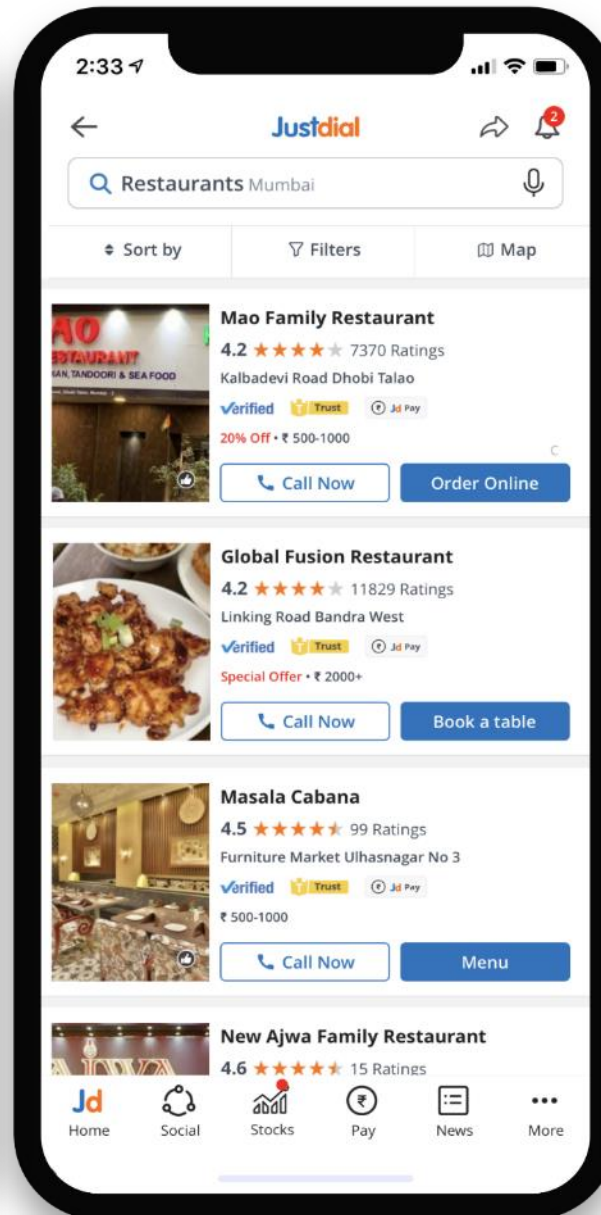 2:33
Justdial
2
Restaurants Mumbai
Sort by
Filters
Map
AO
ESTAURANT
IAN, TANDOORI & SEA FOOD
Mao Family Restaurant
4.2 7370 Ratings
Kalbadevi Road Dhobi Talao
Verified Trust Jd Pay
20% Off • ₹ 500-1000
C
Call Now
Order Online
Global Fusion Restaurant
4.2 11829 Ratings
Linking Road Bandra West
Verified Trust Jd Pay
Special Offer • ₹ 2000+
Call Now
Book a table
Masala Cabana
4.5 99 Ratings
Furniture Market Ulhasnagar No 3
Verified Trust Jd Pay
₹ 500-1000
Call Now
Menu
AJWA
New Ajwa Family Restaurant
4.6 15 Ratings
Jd
Home
Social
Stocks
₹
Pay
News
More